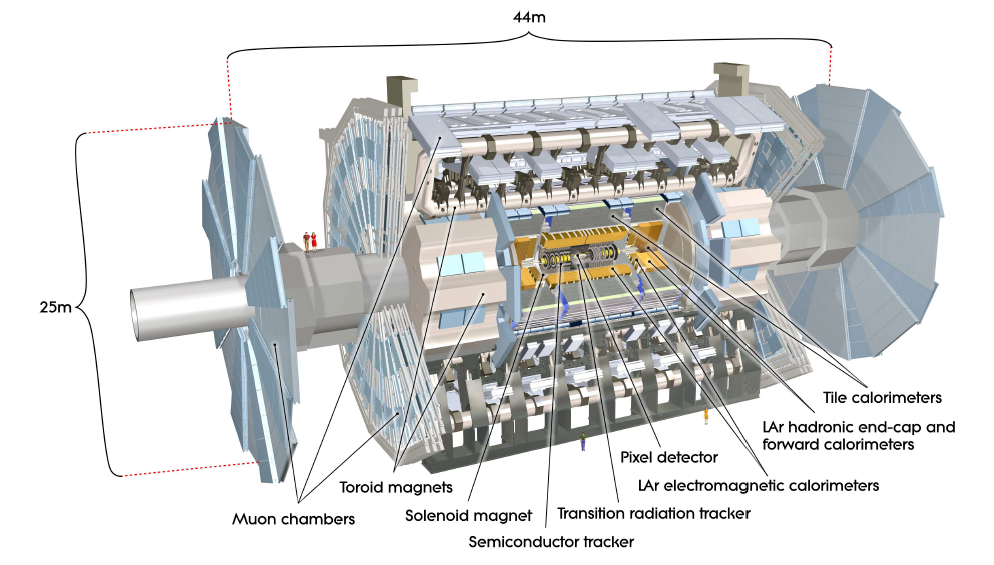 44m
25m
Tile calorimeters
LAr hadronic end-cap and
forward calorimeters
Pixel detector
LAr electromagnetic calorimeters
Toroid magnets
Muon chambers
Solenoid magnet
Transition radiation tracker
Semiconductor tracker